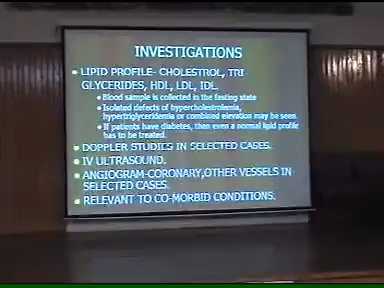 INVESTIGATIONS
LIPID PROFILE- CHOLESTROL, TRI
GLYCERIDES, HDL, LDL, IDL.
Blood sample is collected in the fasting state
Isolated defects of hypercholestrolemia,
hypertriglyceridemia or combined elevation may be seen.
If patients have diabetes, then even a normal lipid profile
has to be treated.
DOPPLER STUDIES IN SELECTED CASES.
IV ULTRASOUND.
ANGIOGRAM-CORONARY,OTHER VESSELS IN
SELECTED CASES.
RELEVANT TO CO-MORBID CONDITIONS.